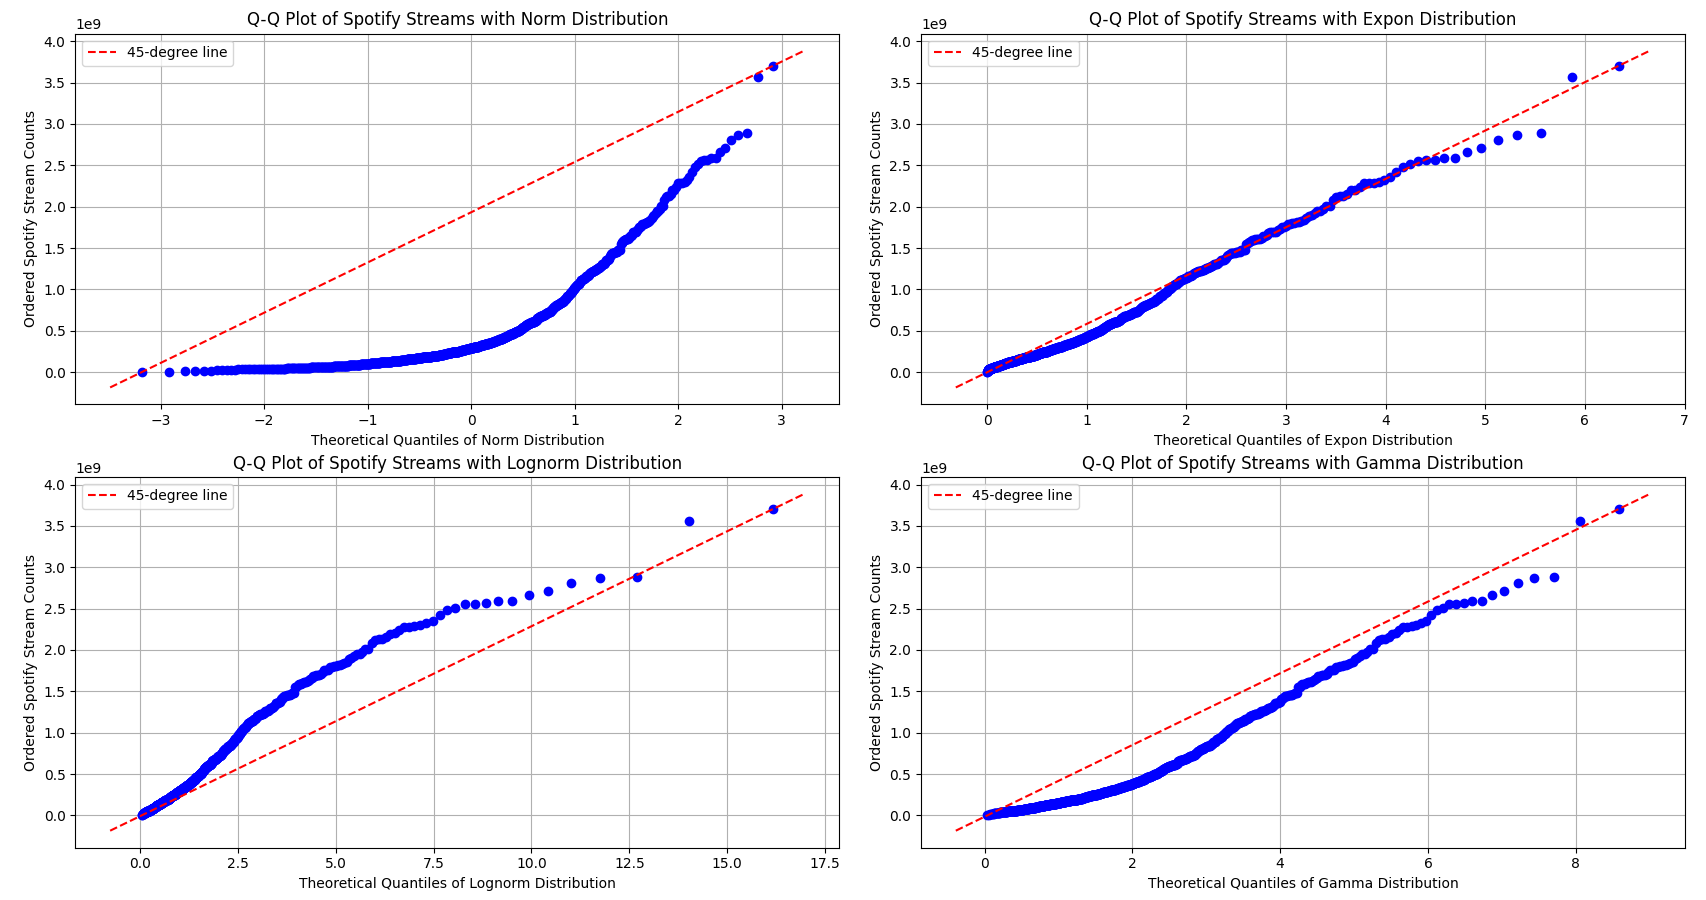 Q-Q Plot of Spotify Streams with Norm Distribution
1e9
45-degree line
4.0
3.5
3.0
2.5
2.0
1.5
1.0
0.5
0.0
Ordered Spotify Stream Counts
−3 −2 −1 0 1 2 3
Theoretical Quantiles of Norm Distribution
Q-Q Plot of Spotify Streams with Expon Distribution
1e9
45-degree line
4.0
3.5
3.0
2.5
2.0
1.5
1.0
0.5
0.0
Ordered Spotify Stream Counts
0 1 2 3 4 5 6 7
Theoretical Quantiles of Expon Distribution
Q-Q Plot of Spotify Streams with Lognorm Distribution
1e9
45-degree line
4.0
3.5
3.0
2.5
2.0
1.5
1.0
0.5
0.0
Ordered Spotify Stream Counts
0.0 2.5 5.0 7.5 10.0 12.5 15.0 17.5
Theoretical Quantiles of Lognorm Distribution
Q-Q Plot of Spotify Streams with Gamma Distribution
1e9
45-degree line
4.0
3.5
3.0
2.5
2.0
1.5
1.0
0.5
0.0
Ordered Spotify Stream Counts
0 2 4 6 8
Theoretical Quantiles of Gamma Distribution